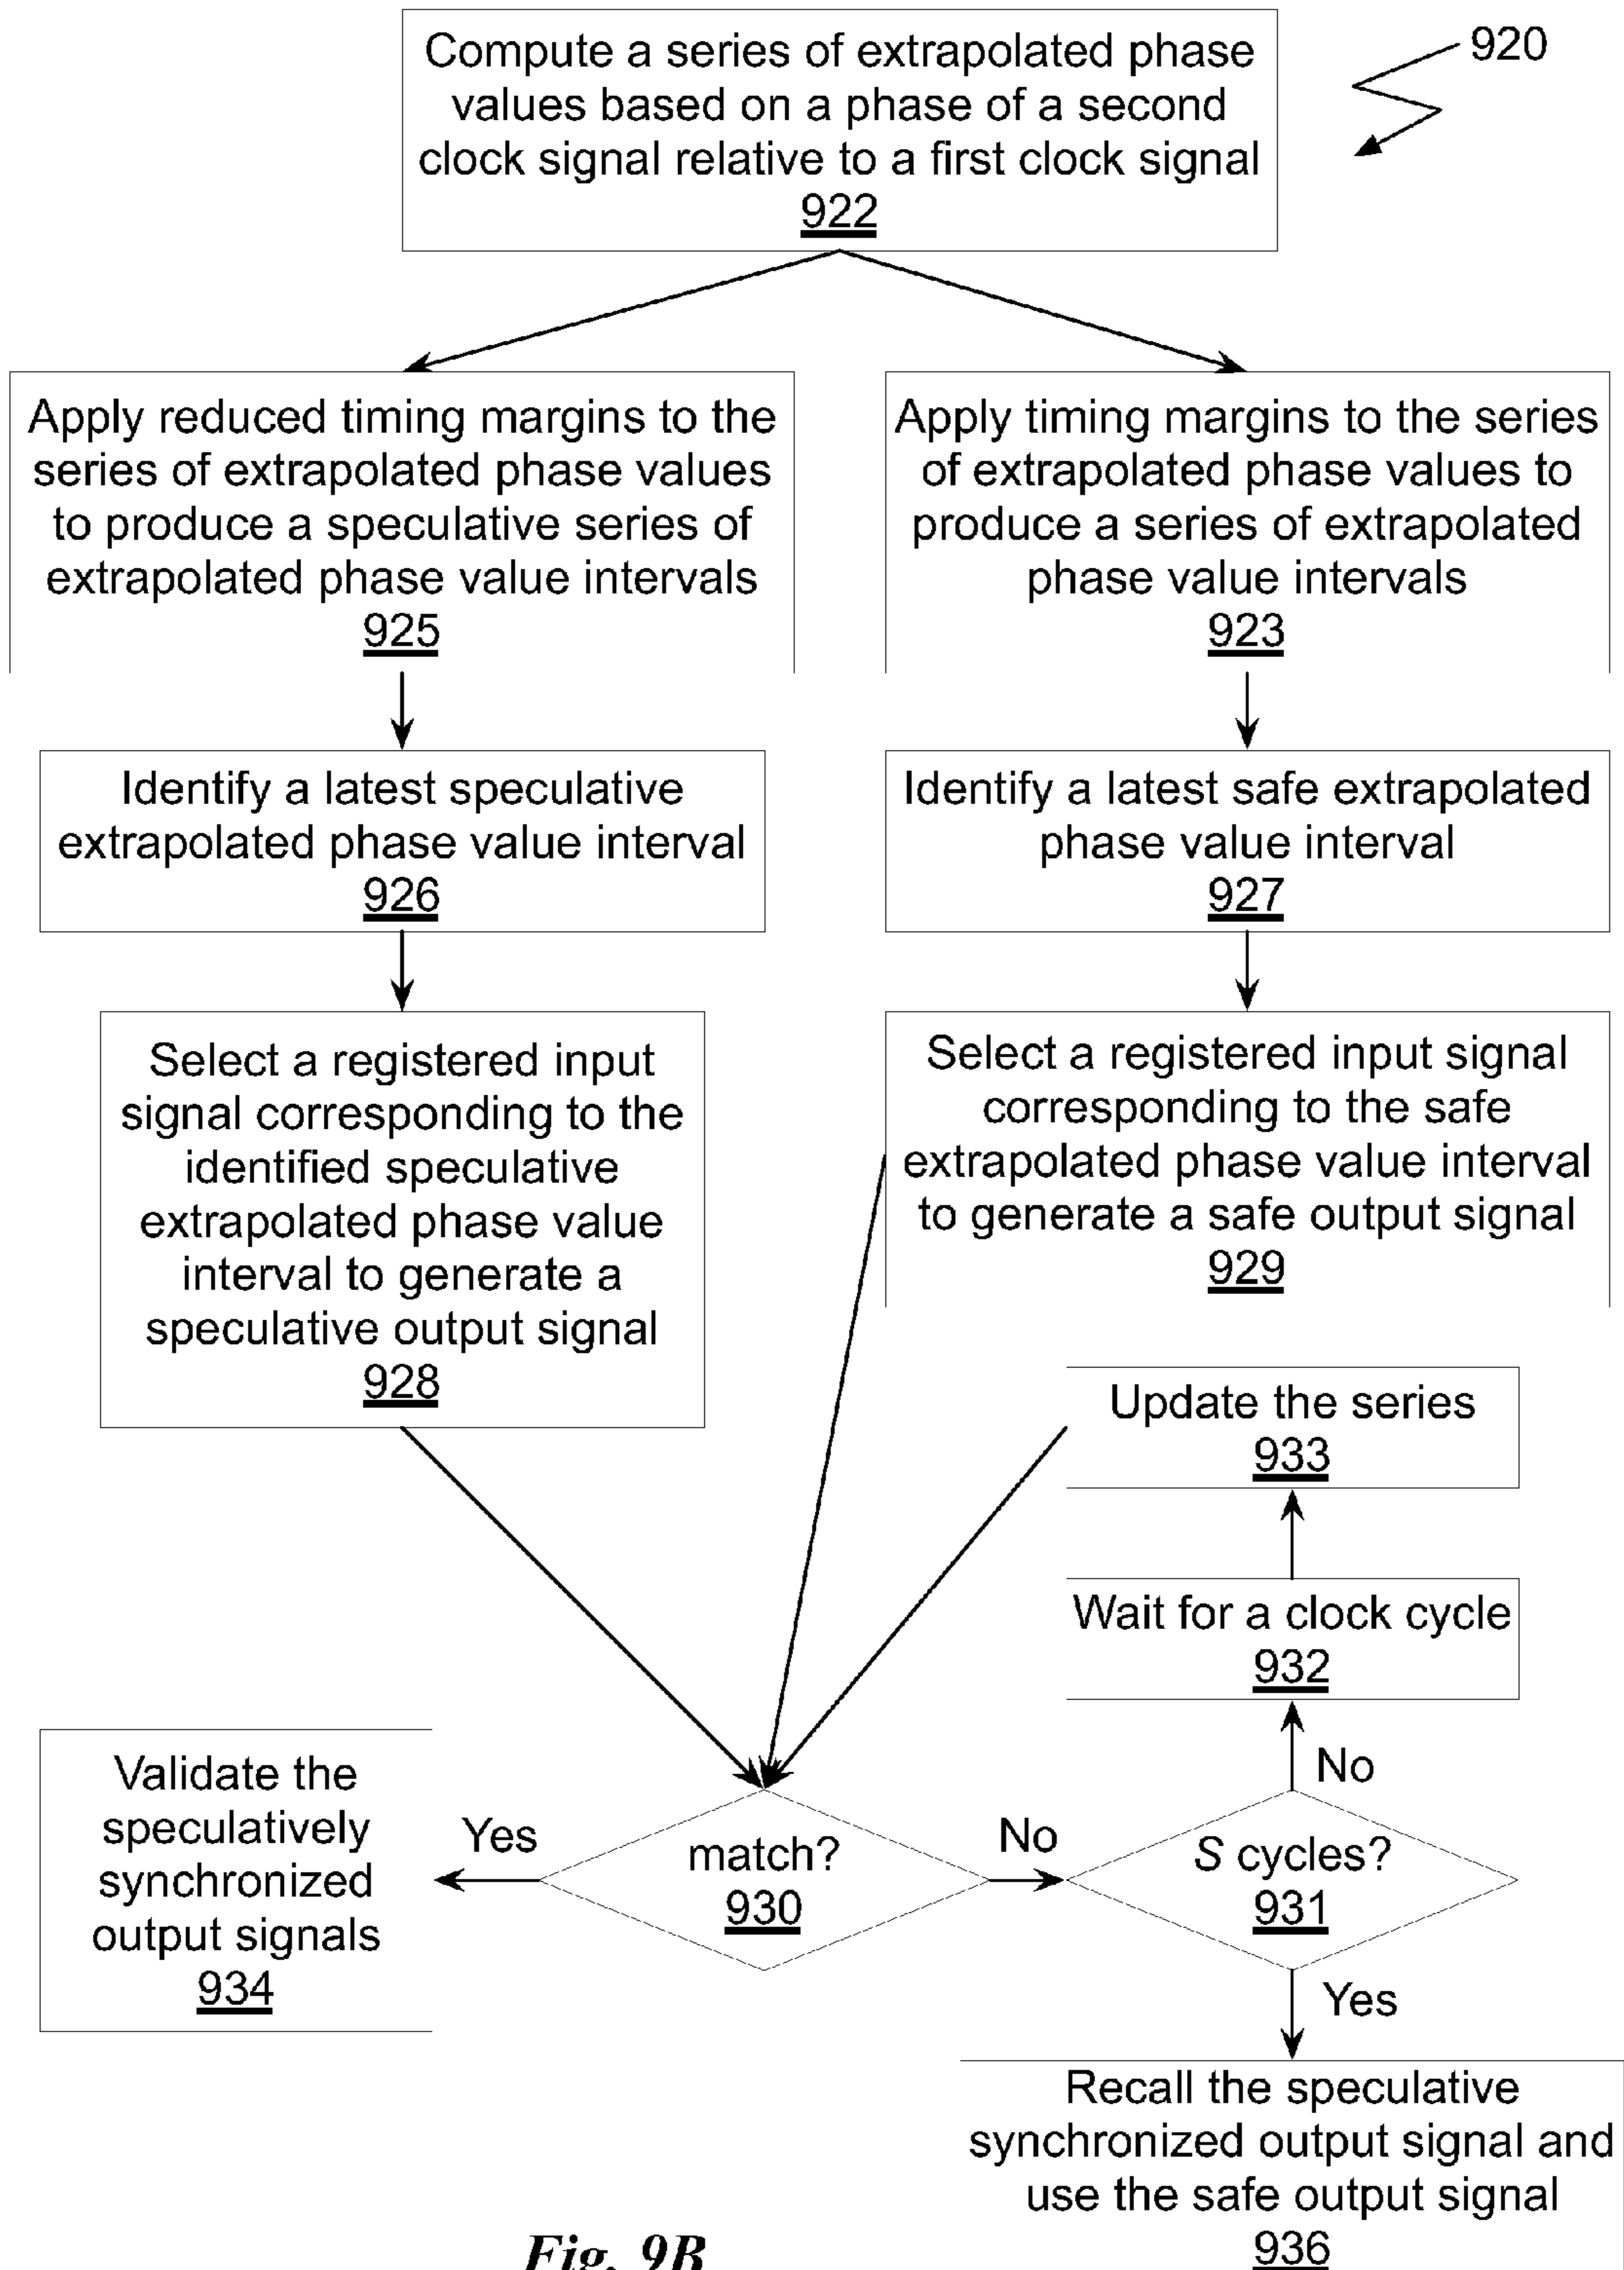 Compute a series of extrapolated phase
values based on a phase of a second
clock signal relative to a first clock signal
922
920
Apply reduced timing margins to the
series of extrapolated phase values
to produce a speculative series of
extrapolated phase value intervals
925
Apply timing margins to the series
of extrapolated phase values to
produce a series of extrapolated
phase value intervals
923
Identify a latest speculative
extrapolated phase value interval
926
Identify a latest safe extrapolated
phase value interval
927
Select a registered input
signal corresponding to the
identified speculative
extrapolated phase value
interval to generate a
speculative output signal
928
Select a registered input signal
corresponding to the safe
extrapolated phase value interval
to generate a safe output signal
929
Update the series
933
Wait for a clock cycle
932
No
Validate the
speculatively
synchronized
output signals
934
Yes
match?
930
No
S cycles?
931
Yes
Recall the speculative
synchronized output signal and
use the safe output signal
936
Fig. 9B